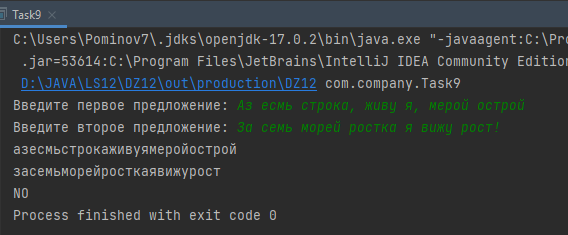 Task9
C:\Users\Pominov7\.jdks\openjdk-17.0.2\bin\java.exe "-javaagent:C:\Pro
.jar=53614:C:\Program Files\JetBrains\IntelliJ IDEA Community Edition
D:\JAVA\LS12\DZ12\out\production\DZ12 com.company.Task9
Введите первое предложение: Аз есмь строка, живу я, мерой острой
Введите второе предложение: За семь морей ростка я вижу рост!
азесмьстрокаживуямеройострой
засемьморейросткаявижурост
NO
Process finished with exit code 0